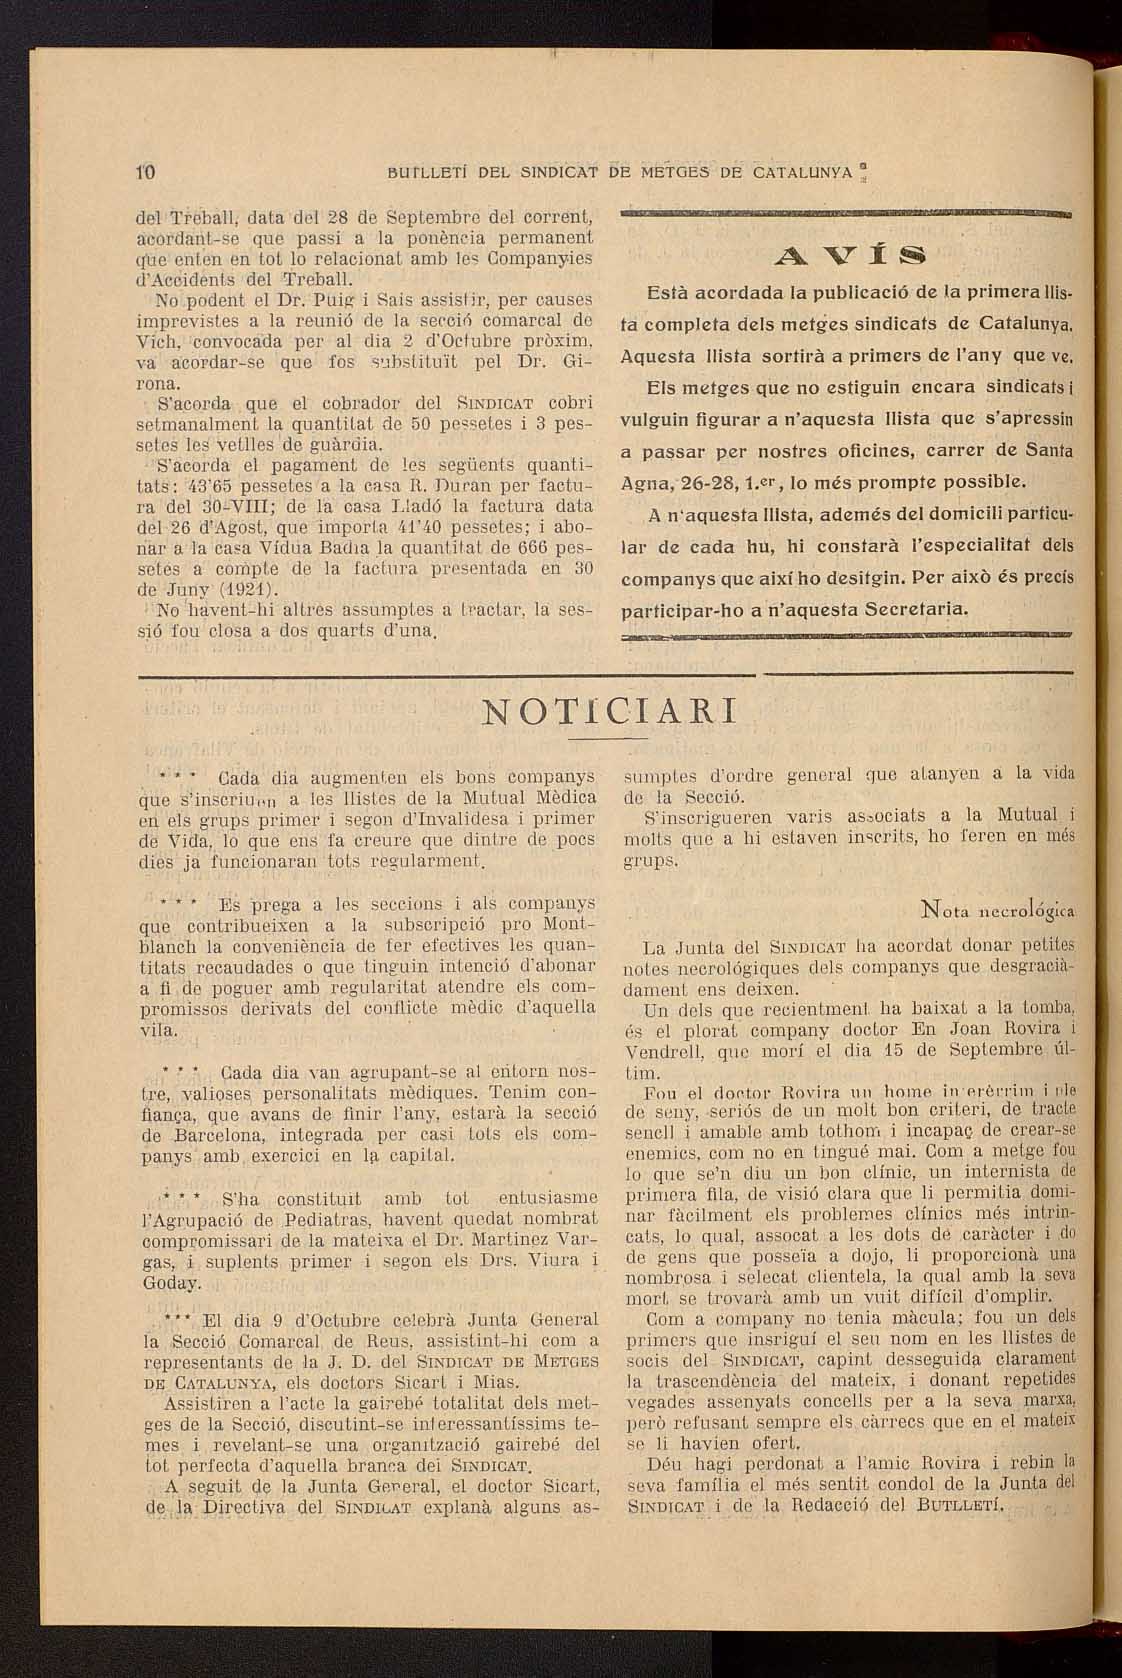 10
BUTLLETÍ DEL SINDICAT DE METGES DE CATALUNYA
del Treball, data del 28 de Septembre del corrent,
acordant-se que passi a la ponència permanent
que enten en tot lo relacionat amb les Companyies
d'Accidents del Treball.
No podent el Dr. Puig i Sais assistir, per causes
imprevistes a la reunió de la secció comarcal de
Vich, convocada per al dia 2 d'Octubre pròxim,
va acordar-se que fos substituït pel Dr. Gi-
rona.
S'acorda que el cobrador del SINDICAT cobri
setmanalment la quantitat de 50 pessetes i 3 pes-
setes les vetlles de guàrdia.
S'acorda el pagament de les següents quanti-
tats: 43'65 pessetes a la casa R. Duran per factu-
ra del 30-VIII; de la casa Lladó la factura data
del 26 d'Agost, que importa 41'40 pessetes; i abo-
nar a la casa Vídua Badia la quantitat de 666 pes-
setes a compte de la factura presentada en 30
de Juny (1921).
No havent-hi altres assumptes a tractar, la ses-
sió fou closa a dos quarts d'una.
AVÍS
Està acordada la publicació de la primera llis-
ta completa dels metges sindicats de Catalunya.
Aquesta llista sortirà a primers de l'any que ve.
Els metges que no estiguin encara sindicats i
vulguin figurar a n'aquesta llista que s'apressin
a passar per nostres oficines, carrer de Santa
Agna, 26-28, 1.er, lo més prompte possible.
A n'aquesta llista, ademés del domicili particu-
lar de cada hu, hi constarà l'especialitat dels
companys que així ho desitgin. Per això és precís
participar-ho a n'aquesta Secretaria.
NOTICIARI
* * * Cada dia augmenten els bons companys
que s'inscriuen a les llistes de la Mutual Mèdica
en els grups primer i segon d'Invalidesa i primer
de Vida, lo que ens fa creure que dintre de pocs
dies ja funcionaran tots regularment.
* * * Es prega a les seccions i als companys
que contribueixen a la subscripció pro Mont-
blanch la conveniència de fer efectives les quan-
titats recaudades o que tinguin intenció d'abonar
a fi de poguer amb regularitat atendre els com-
promissos derivats del conflicte mèdic d'aquella
vila.
* * * Cada dia van agrupant-se al entorn nos-
tre, valioses personalitats mèdiques. Tenim con-
fiança, que avans de finir l'any, estarà la secció
de Barcelona, integrada per casi tots els com-
panys amb exercici en la capital.
* * * S'ha constituit amb tot entusiasme
l'Agrupació de Pediatras, havent quedat nombrat
compromissari de la mateixa el Dr. Martinez Var-
gas, i suplents primer i segon els Drs. Viura i
Goday.
*** El dia 9 d'Octubre celebrà Junta General
la Secció Comarcal de Reus, assistint-hi com a
representants de la J. D. del SINDICAT DE METGES
DE CATALUNYA, els doctors Sicart i Mias.
Assistiren a l'acte la gairebé totalitat dels met-
ges de la Secció, discutint-se interessantíssims te-
mes i revelant-se una organització gairebé del
tot perfecta d'aquella branca del SINDICAT.
A seguit de la Junta General, el doctor Sicart,
de la Directiva del SINDICAT explanà alguns as-
sumptes d'ordre general que atanyen a la vida
de la Secció.
S'inscrigueren varis associats a la Mutual i
molts que a hi estaven inscrits, ho feren en més
grups.
Nota necrológica
La Junta del SINDICAT ha acordat donar petites
notes necrológiques dels companys que desgracià-
dament ens deixen.
Un dels que recientment ha baixat a la tomba,
és el plorat company doctor En Joan Rovira i
Vendrell, que morí el dia 15 de Septembre úl-
tim.
Fou el doctor Rovira un home integèrrim i ple
de seny, seriós de un molt bon criteri, de tracte
sencll i amable amb tothom i incapaç de crear-se
enemics, com no en tingué mai. Com a metge fou
lo que se'n diu un bon clínic, un internista de
primera fila, de visió clara que li permitia domi-
nar fàcilment els problemes clínics més intrin-
cats, lo qual, assocat a les dots de caràcter i do
de gens que posseïa a dojo, li proporcionà una
nombrosa i selecat clientela, la qual amb la seva
mort se trovarà amb un vuit difícil d'omplir.
Com a company no tenia màcula; fou un dels
primers que insriguí el seu nom en les llistes de
socis del SINDICAT, capint desseguida clarament
la trascendència del mateix, i donant repetides
vegades assenyats concells per a la seva marxa,
però refusant sempre els càrrecs que en el mateix
se li havien ofert.
Déu hagi perdonat a l'amic Rovira i rebin la
seva família el més sentit condol de la Junta del
SINDICAT i de la Redacció del BUTLLETÍ.